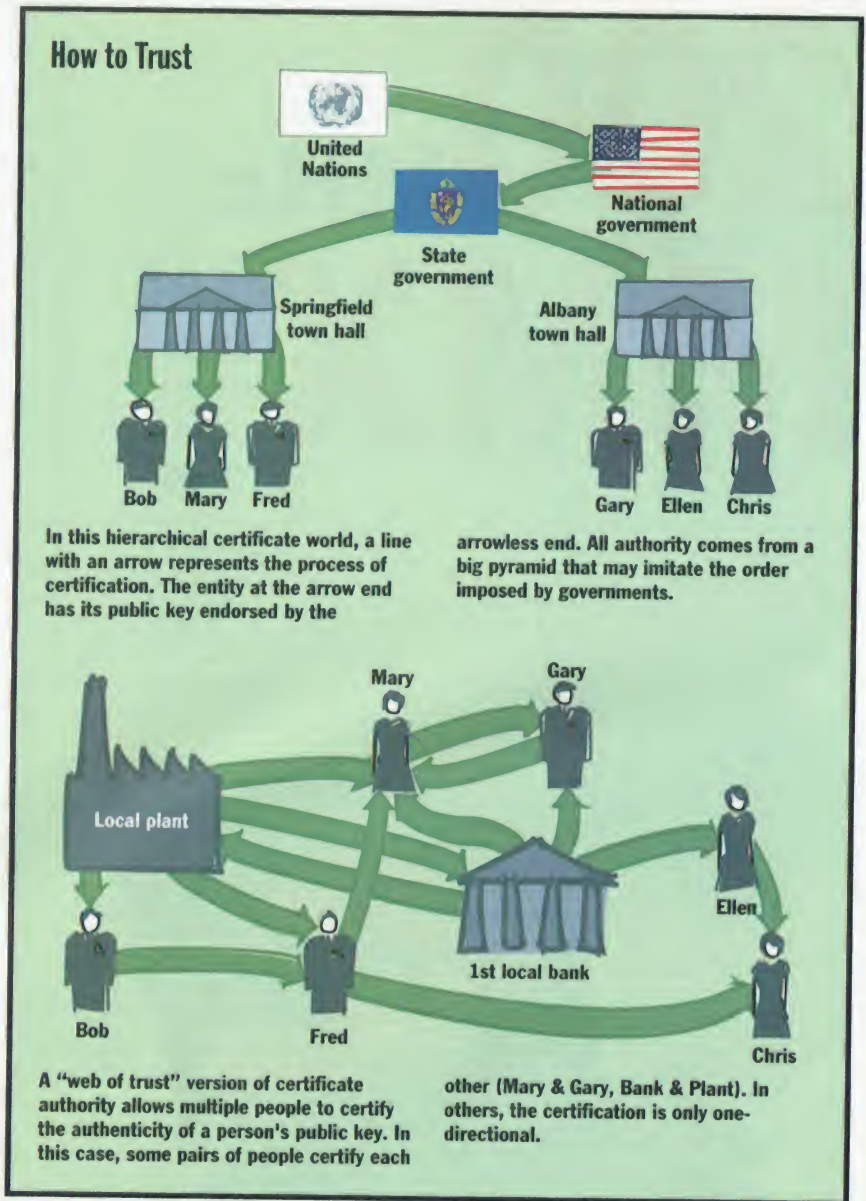 How to Trust
United
Nations
National
government
State
government
Springfield
town hall
Albany
town hall
Bob Mary Fred
Gary Ellen Chris
In this hierarchical certificate world, a line
with an arrow represents the process of
certification. The entity at the arrow end
has its public key endorsed by the
arrowless end. All authority comes from a
big pyramid that may imitate the order
imposed by governments.
Mary
Gary
Local plant
Ellen
1st local bank
Bob
Fred
Chris
A “web of trust” version of certificate
authority allows multiple people to certify
the authenticity of a person's public key. In
this case, some pairs of people certify each
other (Mary & Gary, Bank & Plant). In
others, the certification is only one-
directional.